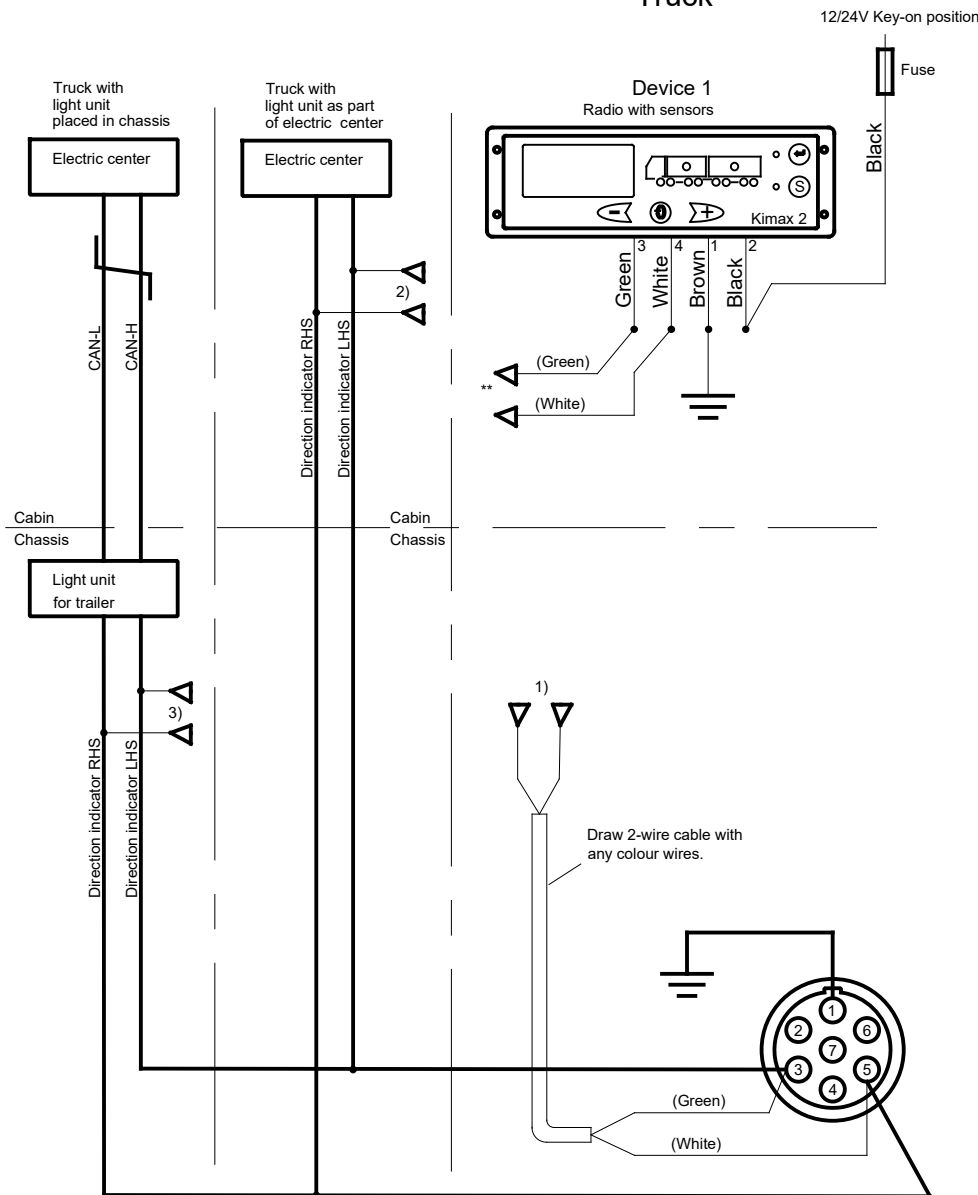 Truck
12/24V Key-on position
Fuse
Black
Truck with
light unit
placed in chassis
Electric center
Truck with
light unit as part
of electric center
Electric center
Device 1
Radio with sensors
S
Kimax 2
3
4
1
2
Green
White
Brown
Black
(Green)
**
(White)
2)
CAN-L
CAN-H
Direction indicator RHS
Direction indicator LHS
Cabin
Chassis
Cabin
Chassis
Light unit
for trailer
3)
Direction indicator RHS
Direction indicator LHS
1)
Draw 2-wire cable with
any colour wires.
1
2
6
7
3
5
4
(Green)
(White)